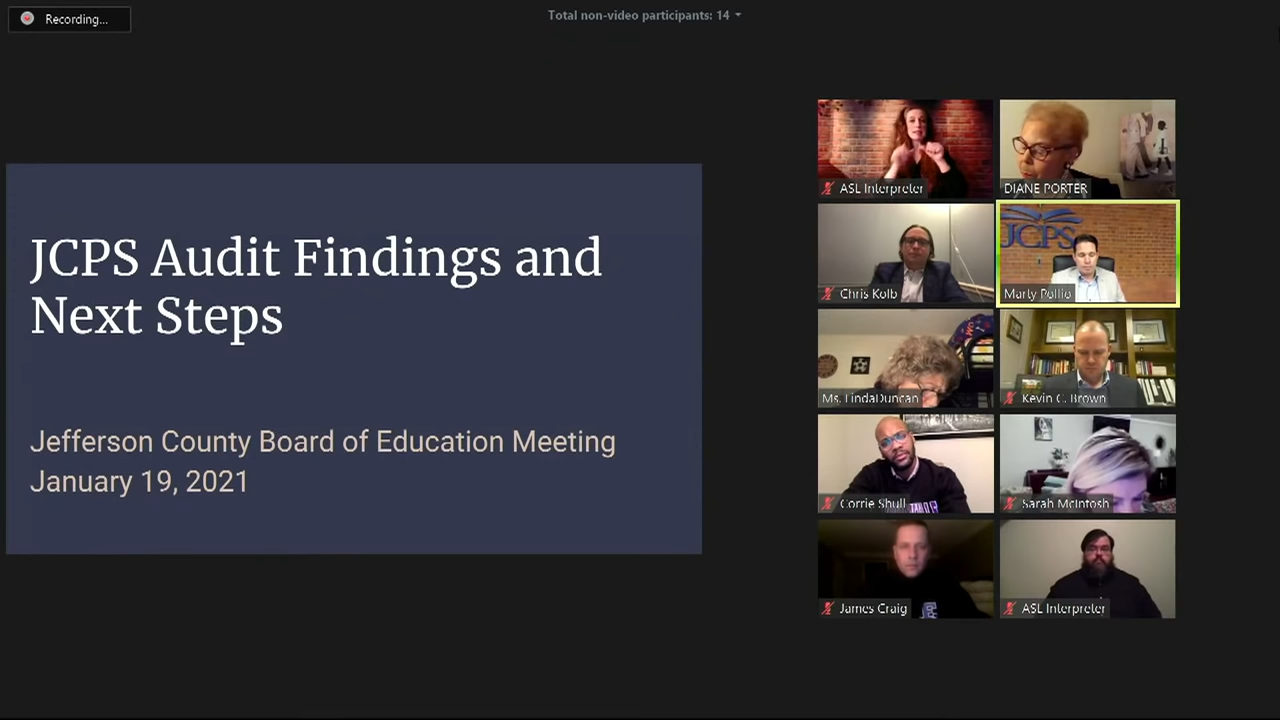 Recording...
Total non-video participants: 14
JCPS Audit Findings and
Next Steps
Jefferson County Board of Education Meeting
January 19, 2021
ASL Interpreter
DIANE PORTER
JCPS
Chris Kolb
Marty Pollio
Ms. LindaDuncan
Kevin C. Brown
Corrie Shull
Sarah McIntosh
James Craig
ASL Interpreter